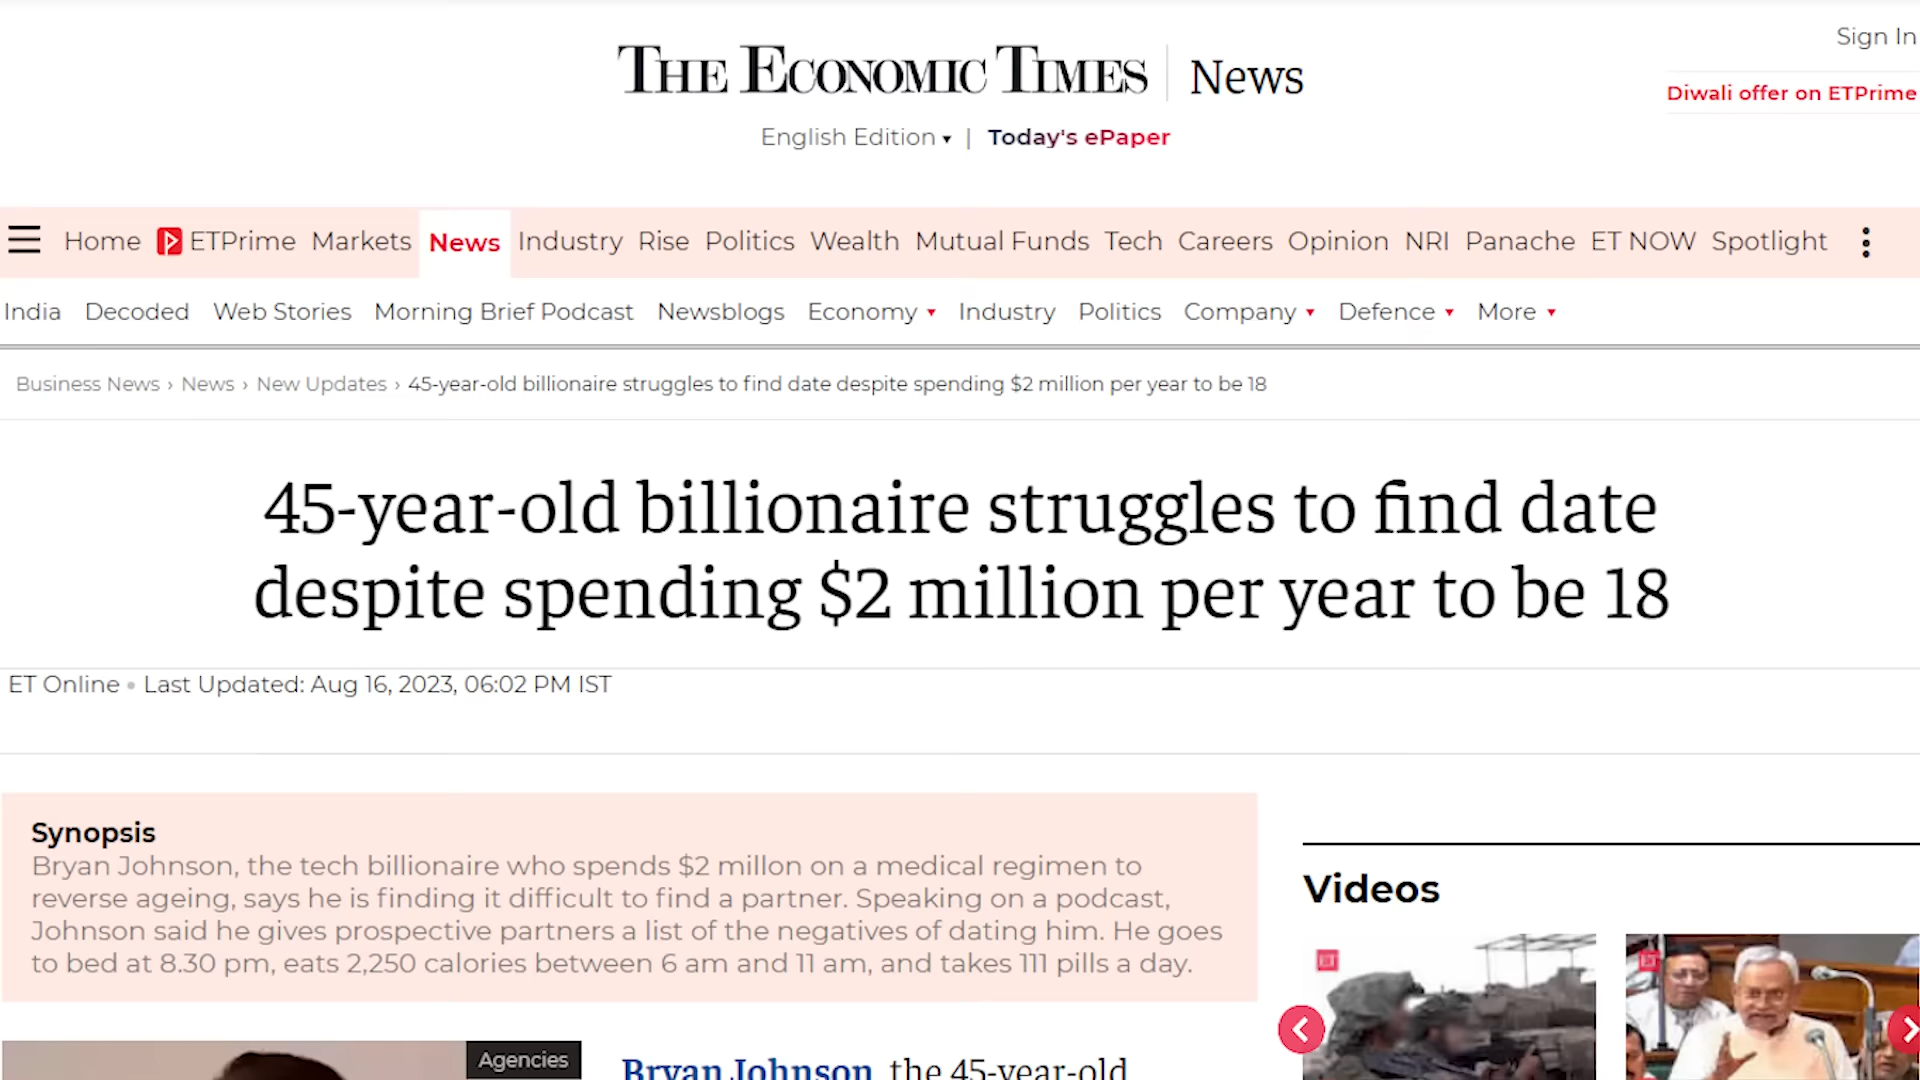 Sign In
THE ECONOMIC TIMES News
Diwali offer on ETPrime
English Edition ▾ | Today's ePaper
Home ETPrime Markets News Industry Rise Politics Wealth Mutual Funds Tech Careers Opinion NRI Panache ET NOW Spotlight
India Decoded Web Stories Morning Brief Podcast Newsblogs Economy ▾ Industry Politics Company ▾ Defence ▾ More ▾
Business News › News › New Updates › 45-year-old billionaire struggles to find date despite spending $2 million per year to be 18
45-year-old billionaire struggles to find date
despite spending $2 million per year to be 18
ET Online • Last Updated: Aug 16, 2023, 06:02 PM IST
Synopsis
Bryan Johnson, the tech billionaire who spends $2 millon on a medical regimen to
reverse ageing, says he is finding it difficult to find a partner. Speaking on a podcast,
Johnson said he gives prospective partners a list of the negatives of dating him. He goes
to bed at 8.30 pm, eats 2,250 calories between 6 am and 11 am, and takes 111 pills a day.
Videos
ET
ET
Agencies
Bryan Johnson, the 45-year-old